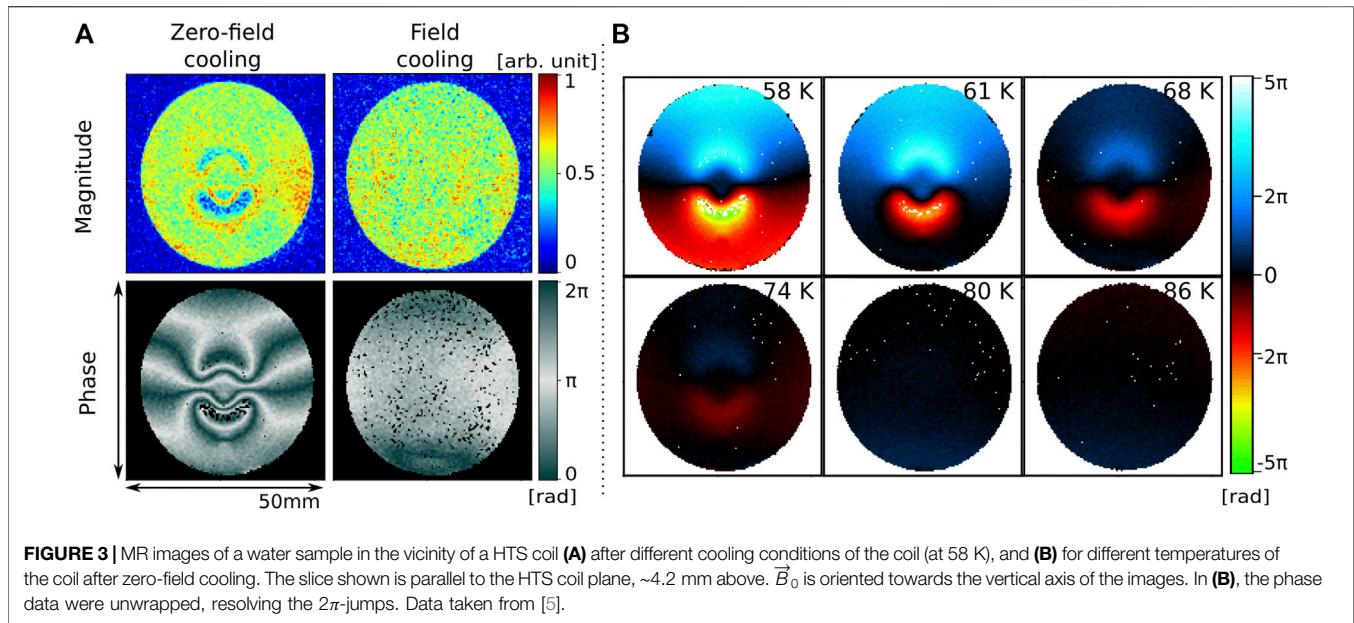 A
Zero-field
cooling
Field
cooling
[arb. unit]
1
0.5
0
Magnitude
Phase
2π
π
0
[rad]
50mm
B
58 K
61 K
68 K
74 K
80 K
86 K
5π
2π
0
-2π
-5π
[rad]
FIGURE 3 | MR images of a water sample in the vicinity of a HTS coil (A) after different cooling conditions of the coil (at 58 K), and (B) for different temperatures of
the coil after zero-field cooling. The slice shown is parallel to the HTS coil plane, ~4.2 mm above. B⃗₀ is oriented towards the vertical axis of the images. In (B), the phase
data were unwrapped, resolving the 2π-jumps. Data taken from [5].